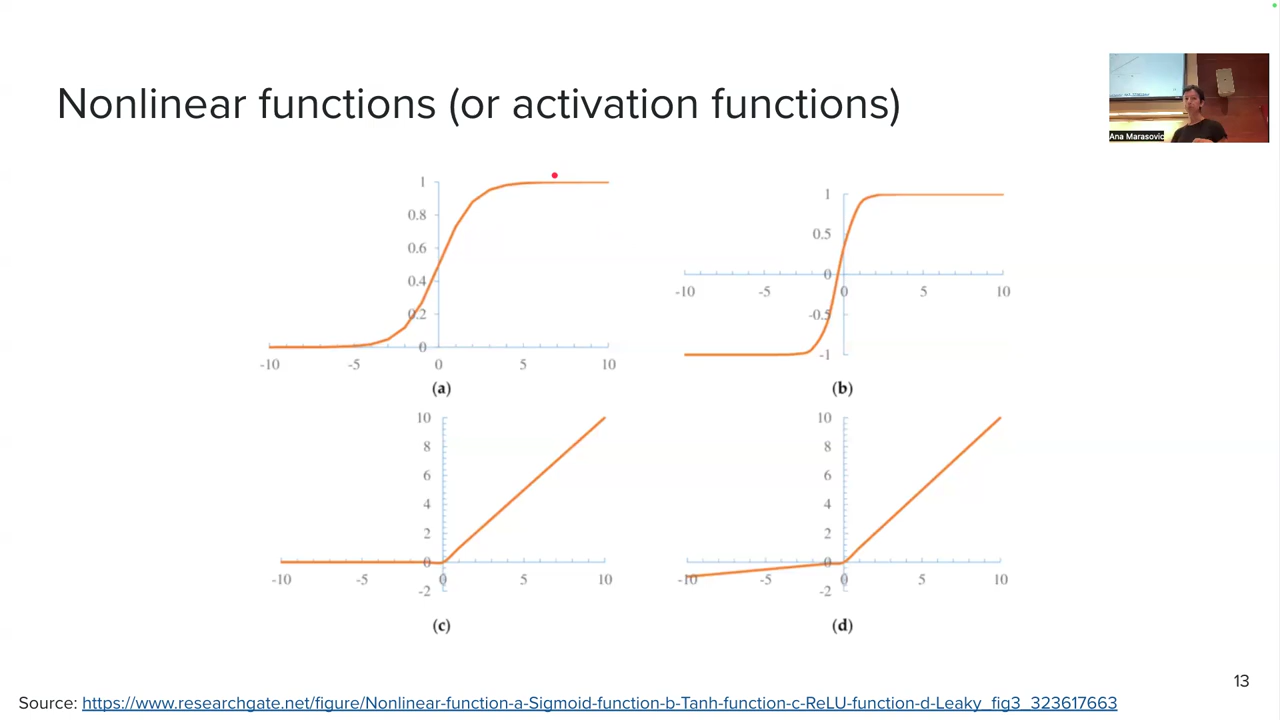 Nonlinear functions (or activation functions)
Ana Marasovic
1
0.8
0.6
0.4
0.2
0
-10 -5 0 5 10
(a)
1
0.5
0
-0.5
-1
-10 -5 0 5 10
(b)
10
8
6
4
2
0
-2
-10 -5 0 5 10
(c)
10
8
6
4
2
0
-2
-10 -5 0 5 10
(d)
13
Source: https://www.researchgate.net/figure/Nonlinear-function-a-Sigmoid-function-b-Tanh-function-c-ReLU-function-d-Leaky_fig3_323617663